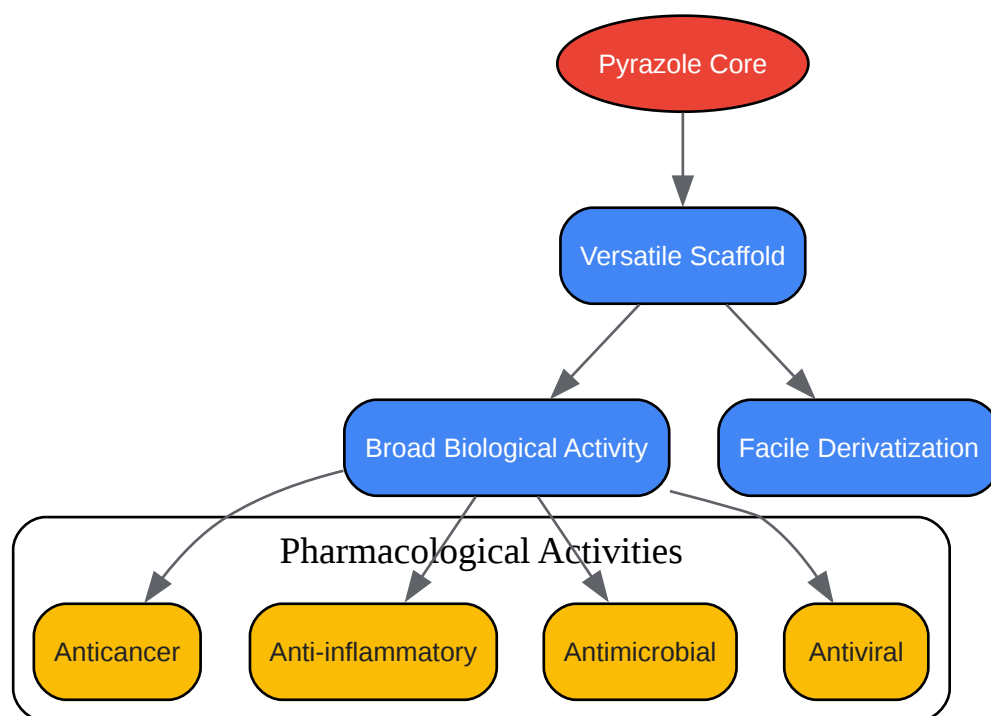 Pyrazole Core
Versatile Scaffold
Broad Biological Activity
Facile Derivatization
Pharmacological Activities
Anticancer
Anti-inflammatory
Antimicrobial
Antiviral